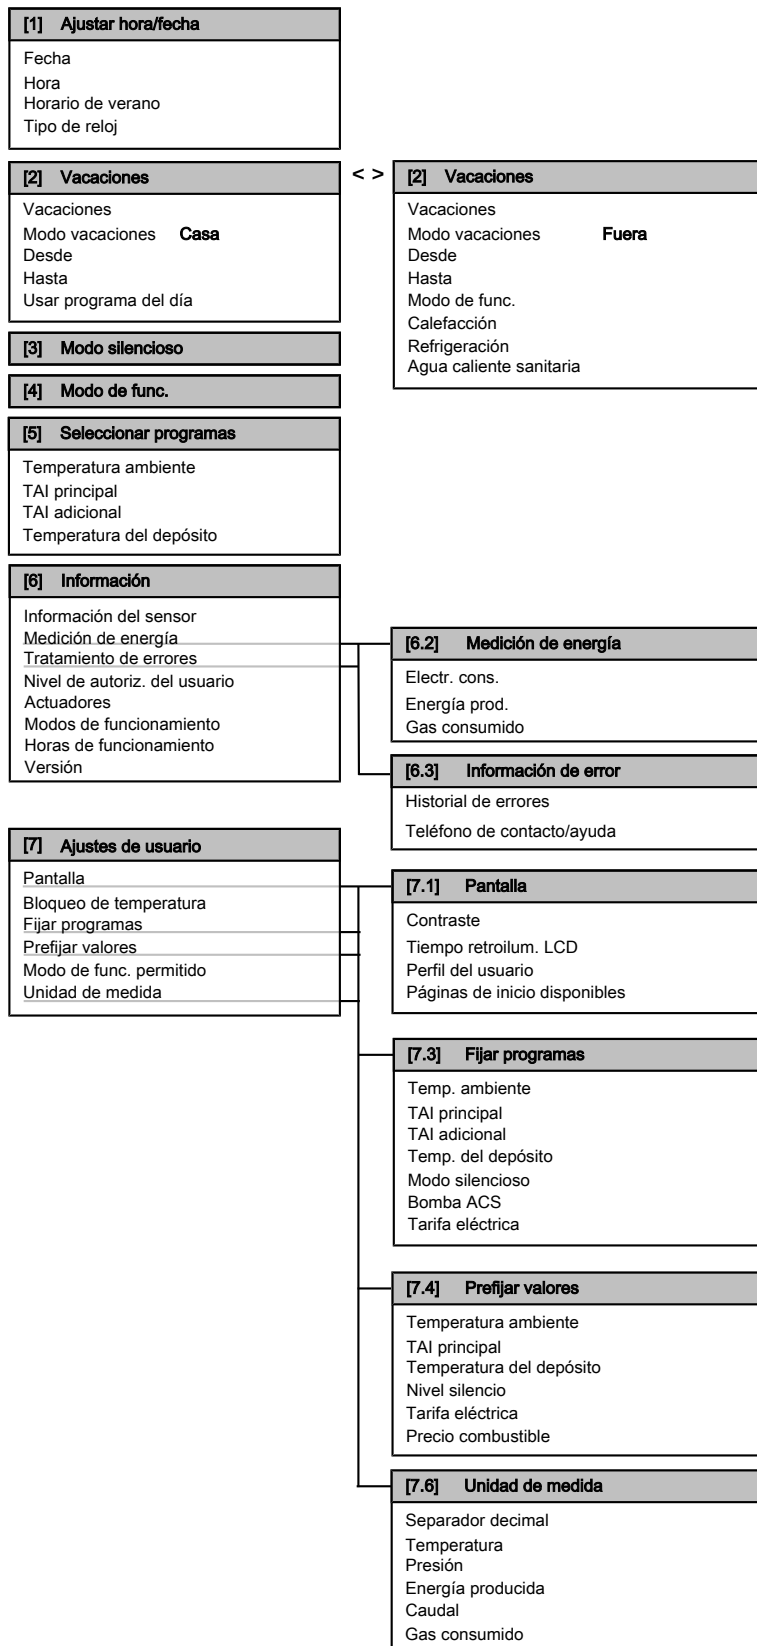 [1] Ajustar hora/fecha
Fecha
Hora
Horario de verano
Tipo de reloj
[2] Vacaciones
Vacaciones
Modo vacaciones Casa
Desde
Hasta
Usar programa del día
< >
[2] Vacaciones
Vacaciones
Modo vacaciones Fuera
Desde
Hasta
Modo de func.
Calefacción
Refrigeración
Agua caliente sanitaria
[3] Modo silencioso
[4] Modo de func.
[5] Seleccionar programas
Temperatura ambiente
TAI principal
TAI adicional
Temperatura del depósito
[6] Información
Información del sensor
Medición de energía
Tratamiento de errores
Nivel de autoriz. del usuario
Actuadores
Modos de funcionamiento
Horas de funcionamiento
Versión
[6.2] Medición de energía
Electr. cons.
Energía prod.
Gas consumido
[6.3] Información de error
Historial de errores
Teléfono de contacto/ayuda
[7] Ajustes de usuario
Pantalla
Bloqueo de temperatura
Fijar programas
Prefijar valores
Modo de func. permitido
Unidad de medida
[7.1] Pantalla
Contraste
Tiempo retroilum. LCD
Perfil del usuario
Páginas de inicio disponibles
[7.3] Fijar programas
Temp. ambiente
TAI principal
TAI adicional
Temp. del depósito
Modo silencioso
Bomba ACS
Tarifa eléctrica
[7.4] Prefijar valores
Temperatura ambiente
TAI principal
Temperatura del depósito
Nivel silencio
Tarifa eléctrica
Precio combustible
[7.6] Unidad de medida
Separador decimal
Temperatura
Presión
Energía producida
Caudal
Gas consumido